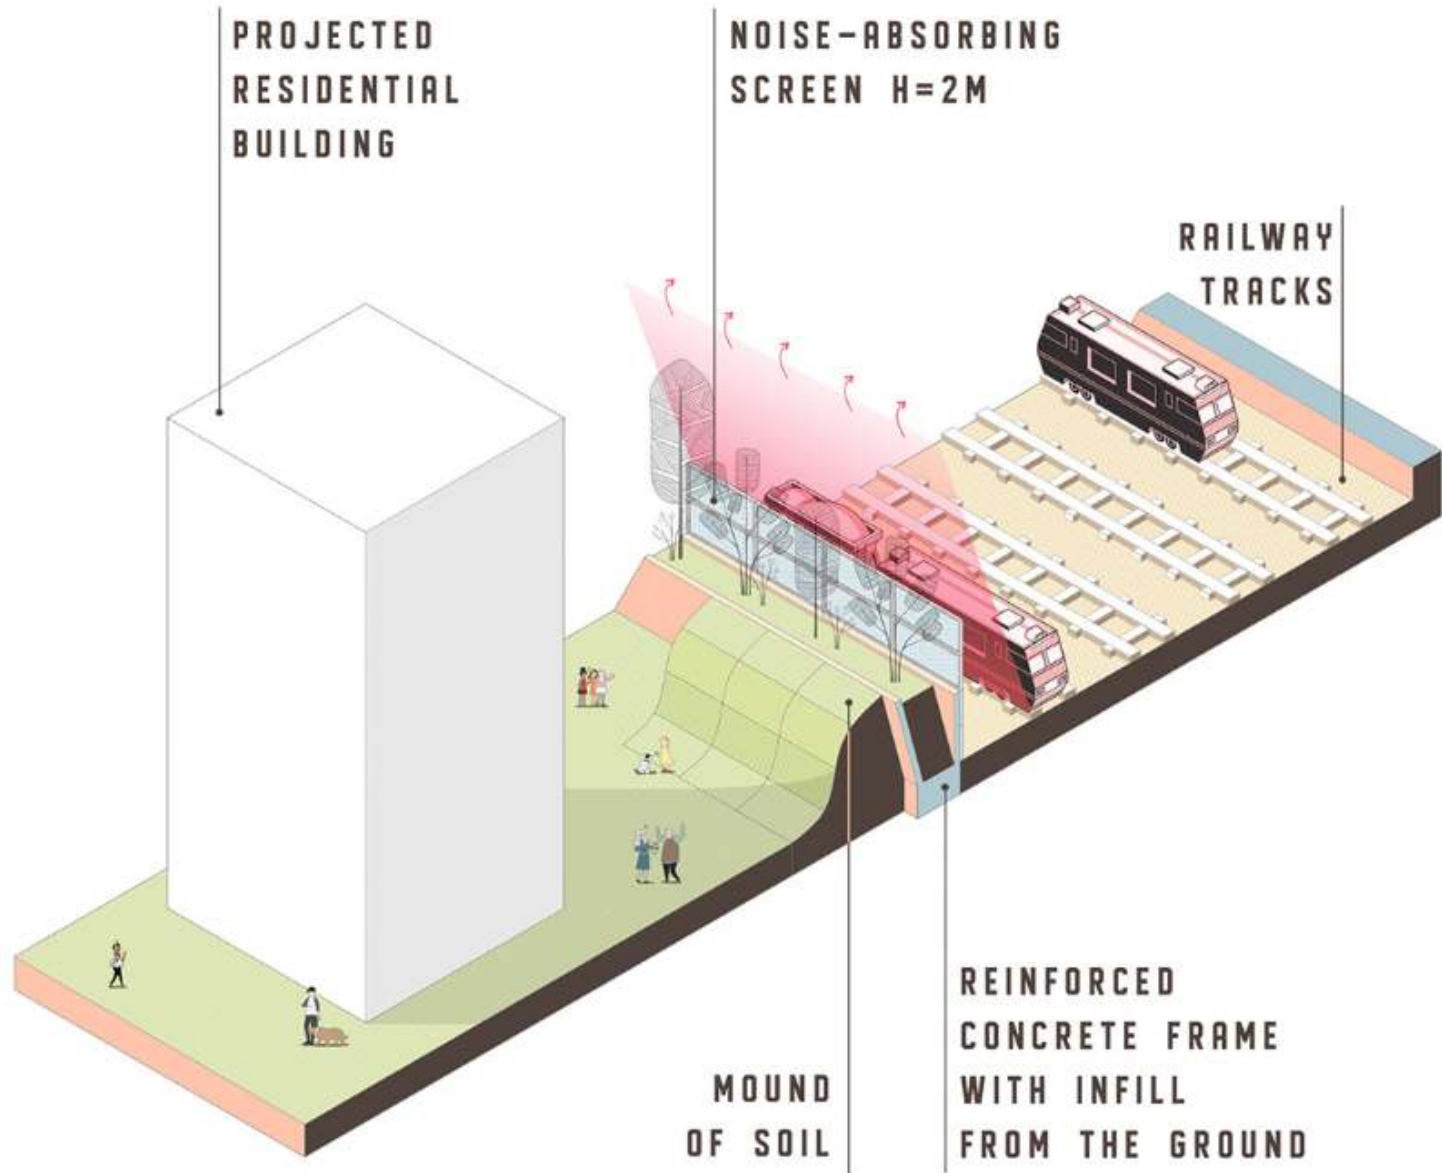 PROJECTED
RESIDENTIAL
BUILDING
NOISE-ABSORBING
SCREEN H=2M
RAILWAY
TRACKS
MOUND
OF SOIL
REINFORCED
CONCRETE FRAME
WITH INFILL
FROM THE GROUND